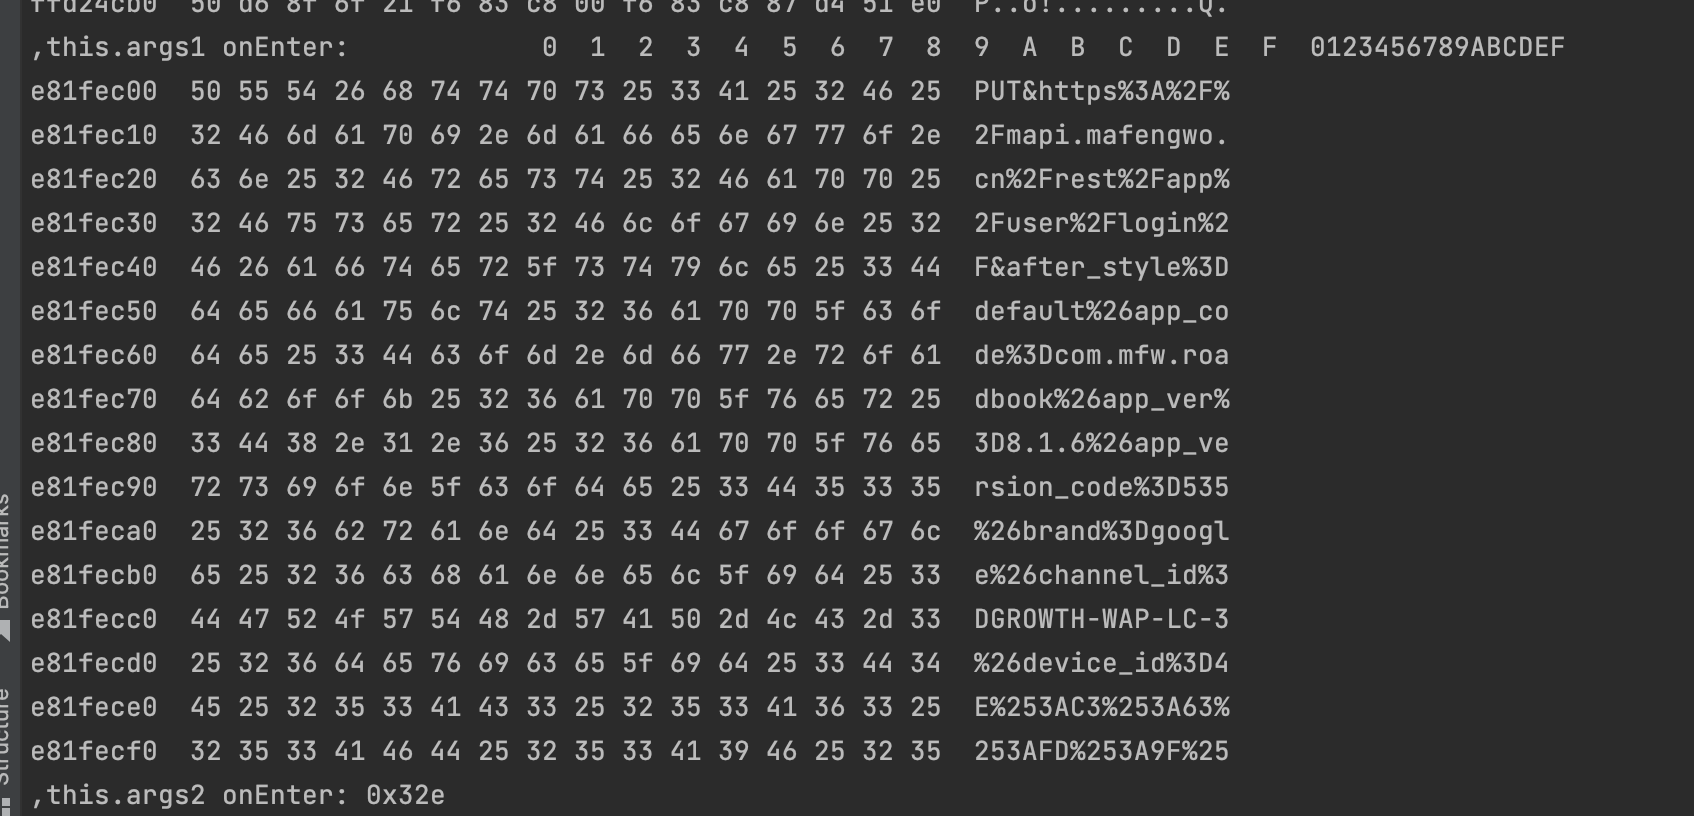 ffd24cb0  50 d6 8f 6f 21 f6 83 c8 00 f6 83 c8 87 d4 51 e0  P..o!.........Q.
,this.args1 onEnter:            0  1  2  3  4  5  6  7  8  9  A  B  C  D  E  F  0123456789ABCDEF
e81fec00  50 55 54 26 68 74 74 70 73 25 33 41 25 32 46 25  PUT&https%3A%2F%
e81fec10  32 46 6d 61 70 69 2e 6d 61 66 65 6e 67 77 6f 2e  2Fmapi.mafengwo.
e81fec20  63 6e 25 32 46 72 65 73 74 25 32 46 61 70 70 25  cn%2Frest%2Fapp%
e81fec30  32 46 75 73 65 72 25 32 46 6c 6f 67 69 6e 25 32  2Fuser%2Flogin%2
e81fec40  46 26 61 66 74 65 72 5f 73 74 79 6c 65 25 33 44  F&after_style%3D
e81fec50  64 65 66 61 75 6c 74 25 32 36 61 70 70 5f 63 6f  default%26app_co
e81fec60  64 65 25 33 44 63 6f 6d 2e 6d 66 77 2e 72 6f 61  de%3Dcom.mfw.roa
e81fec70  64 62 6f 6f 6b 25 32 36 61 70 70 5f 76 65 72 25  dbook%26app_ver%
e81fec80  33 44 38 2e 31 2e 36 25 32 36 61 70 70 5f 76 65  3D8.1.6%26app_ve
e81fec90  72 73 69 6f 6e 5f 63 6f 64 65 25 33 44 35 33 35  rsion_code%3D535
e81feca0  25 32 36 62 72 61 6e 64 25 33 44 67 6f 6f 67 6c  %26brand%3Dgoogl
e81fecb0  65 25 32 36 63 68 61 6e 6e 65 6c 5f 69 64 25 33  e%26channel_id%3
e81fecc0  44 47 52 4f 57 54 48 2d 57 41 50 2d 4c 43 2d 33  DGROWTH-WAP-LC-3
e81fecd0  25 32 36 64 65 76 69 63 65 5f 69 64 25 33 44 34  %26device_id%3D4
e81fece0  45 25 32 35 33 41 43 33 25 32 35 33 41 36 33 25  E%253AC3%253A63%
e81fecf0  32 35 33 41 46 44 25 32 35 33 41 39 46 25 32 35  253AFD%253A9F%25
,this.args2 onEnter: 0x32e
Bookmarks
Structure